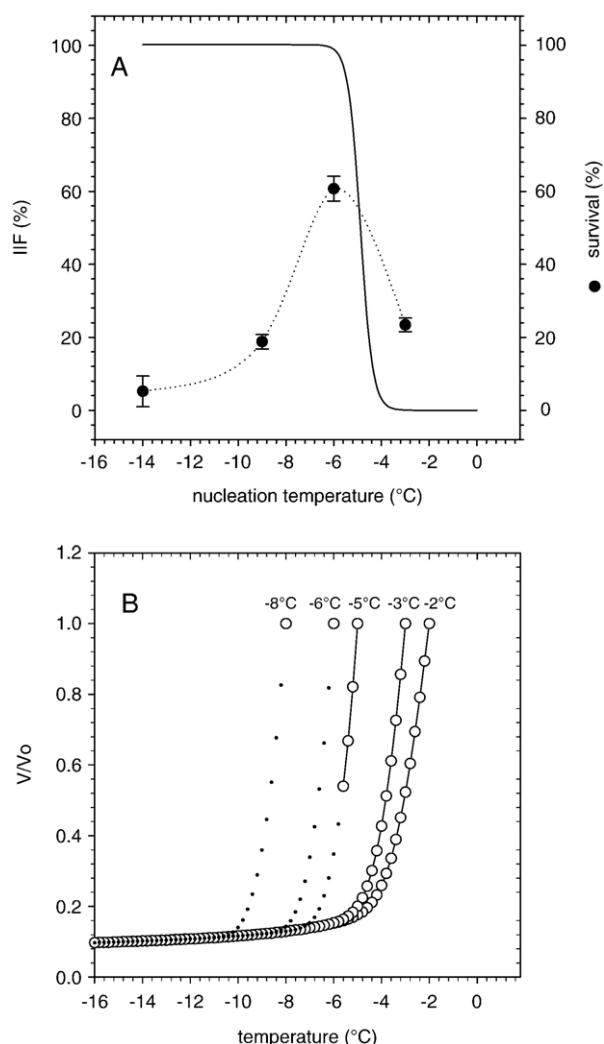 A
100
80
60
40
20
0
IIF (%)
100
80
60
40
20
0
survival (%)
-16 -14 -12 -10 -8 -6 -4 -2 0
nucleation temperature (°C)
B
-8°C -6°C -5°C -3°C -2°C
1.2
1.0
0.8
0.6
0.4
0.2
0.0
V/Vo
-16 -14 -12 -10 -8 -6 -4 -2 0
temperature (°C)